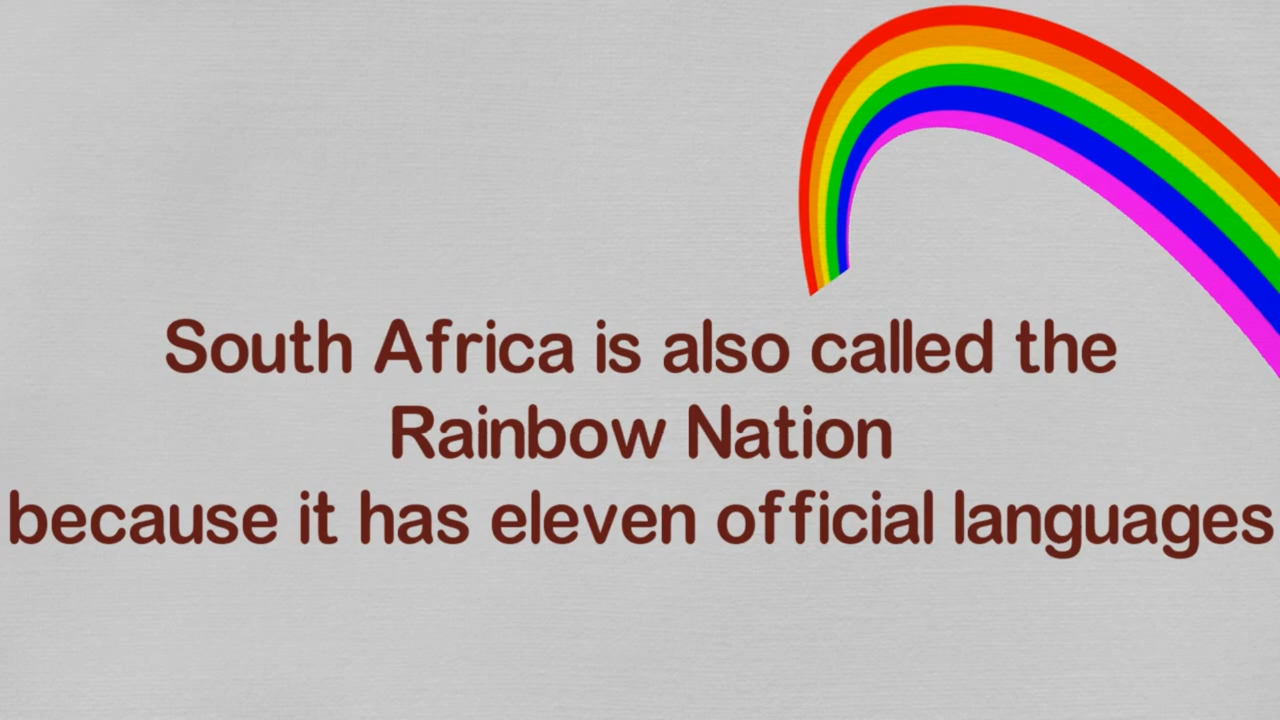 South Africa is also called the
Rainbow Nation
because it has eleven official languages